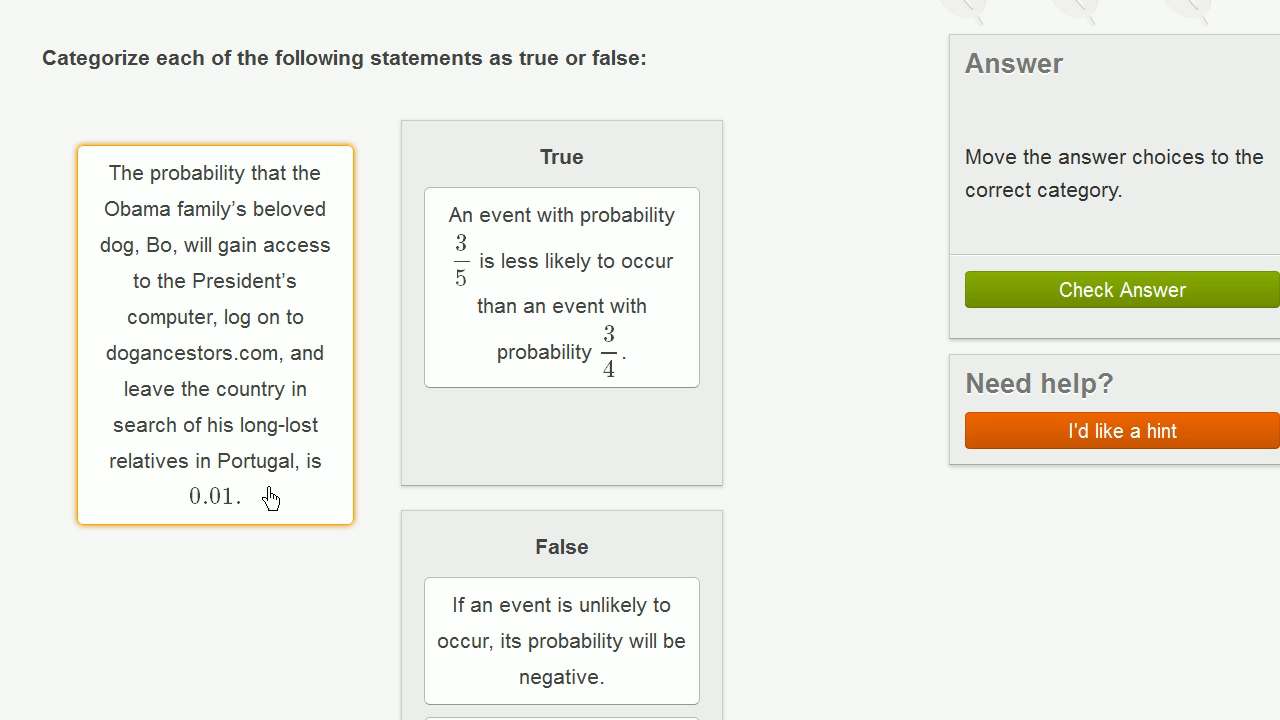 Categorize each of the following statements as true or false:
The probability that the
Obama family's beloved
dog, Bo, will gain access
to the President's
computer, log on to
dogancestors.com, and
leave the country in
search of his long-lost
relatives in Portugal, is
0.01.
True
An event with probability
3/5 is less likely to occur
than an event with
probability 3/4.
False
If an event is unlikely to
occur, its probability will be
negative.
Answer
Move the answer choices to the
correct category.
Check Answer
Need help?
I'd like a hint